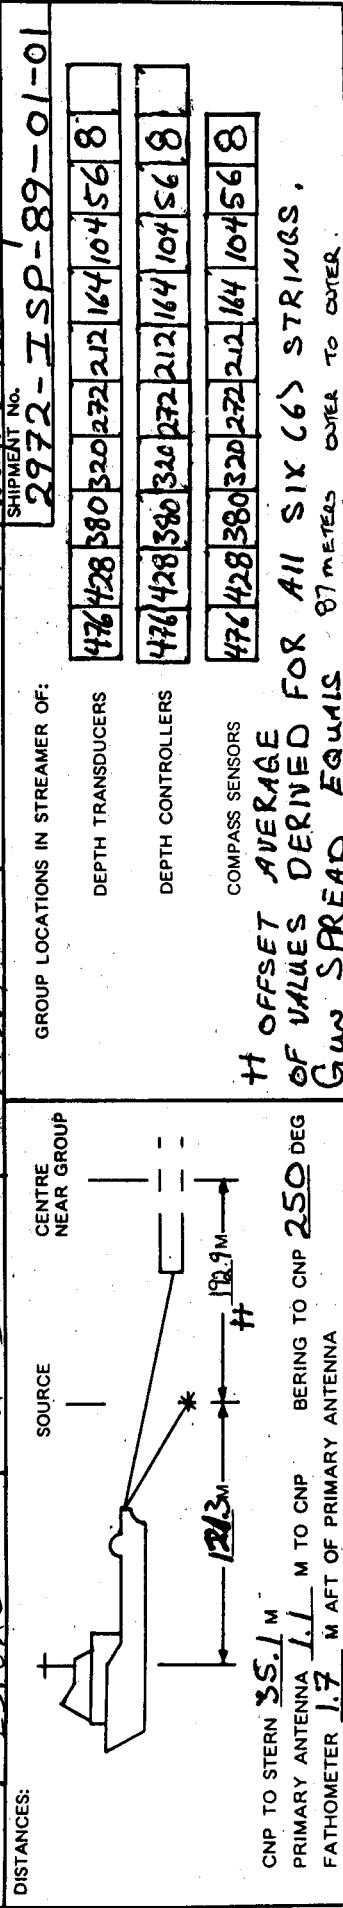 DISTANCES:
SOURCE
CENTRE
NEAR GROUP
192.9 M
++
121.3 M
CNP TO STERN 35.1 M
PRIMARY ANTENNA 1.1 M TO CNP BERING TO CNP 250 DEG
FATHOMETER 1.7 M AFT OF PRIMARY ANTENNA
SHIPMENT No.
2972-ISP-89-01-01
GROUP LOCATIONS IN STREAMER OF:
DEPTH TRANSDUCERS 476 428 380 320 272 212 164 104 56 8
DEPTH CONTROLLERS 476 428 380 320 272 212 164 104 56 8
COMPASS SENSORS 476 428 380 320 272 212 164 104 56 8
++ OFFSET AVERAGE
OF VALUES DERIVED FOR All SIX (6) STRINGS.
GUN SPREAD EQUALS 87 METERS OUTER TO OUTER.